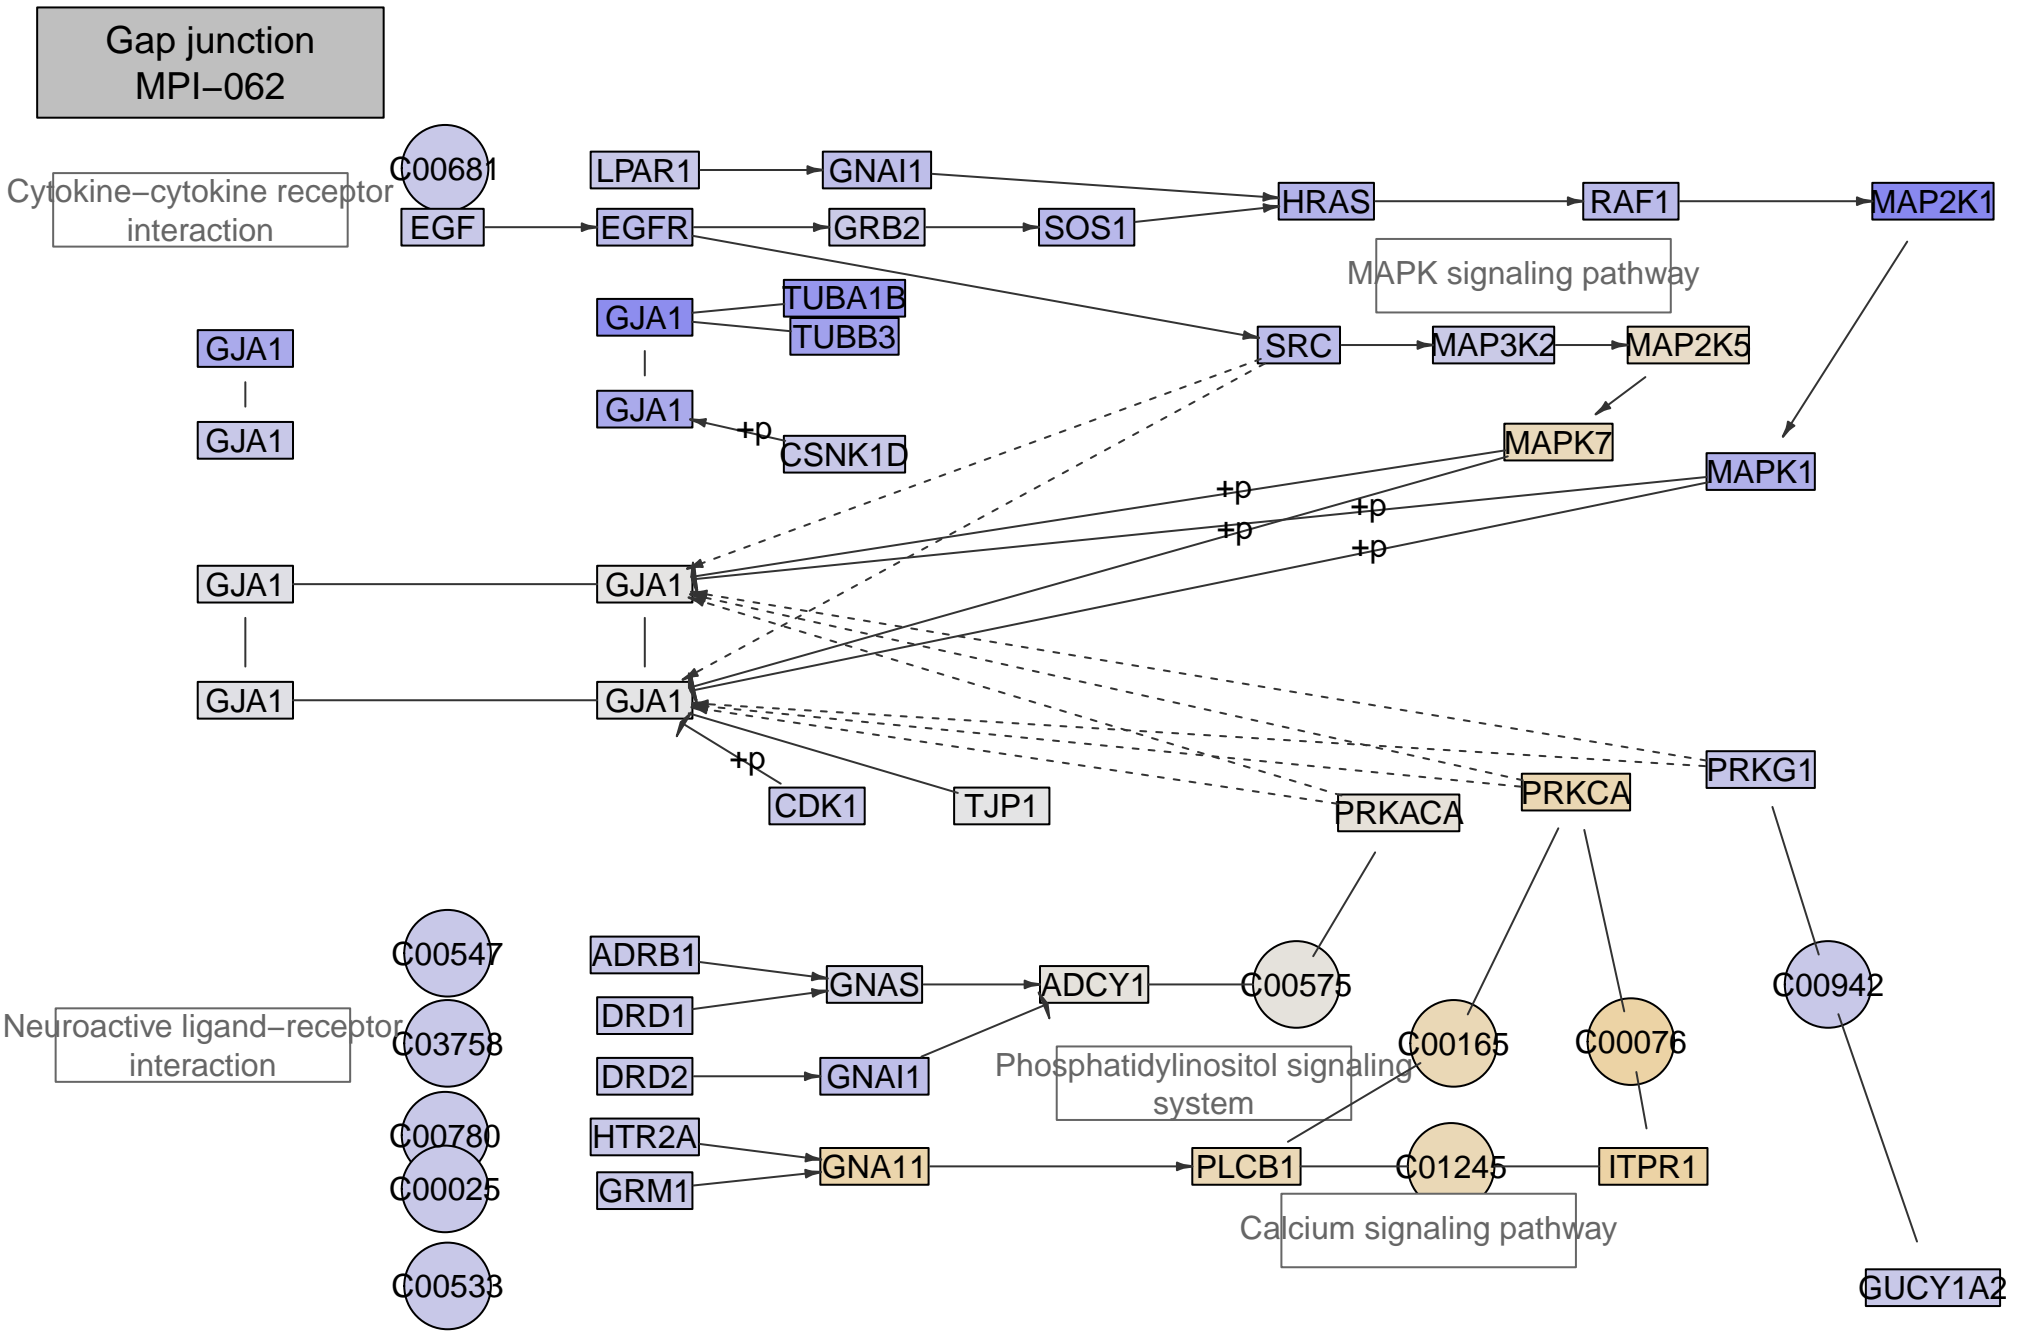 Gap junction
MPI−062
C00681
Cytokine−cytokine receptor
interaction
EGF
LPAR1
GNAI1
EGFR
GRB2
SOS1
HRAS
RAF1
MAP2K1
MAPK signaling pathway
GJA1
TUBA1B
TUBB3
GJA1
SRC
MAP3K2
MAP2K5
GJA1
GJA1
+p
CSNK1D
MAPK7
MAPK1
+p
+p
+p
+p
GJA1
GJA1
GJA1
GJA1
+p
CDK1
TJP1
PRKACA
PRKCA
PRKG1
C00547
ADRB1
GNAS
ADCY1
C00575
C00942
DRD1
Neuroactive ligand−receptor
interaction
C03758
C00165
C00076
DRD2
GNAI1
Phosphatidylinositol signaling
system
C00780
HTR2A
GNA11
PLCB1
C01245
ITPR1
C00025
GRM1
Calcium signaling pathway
C00533
GUCY1A2